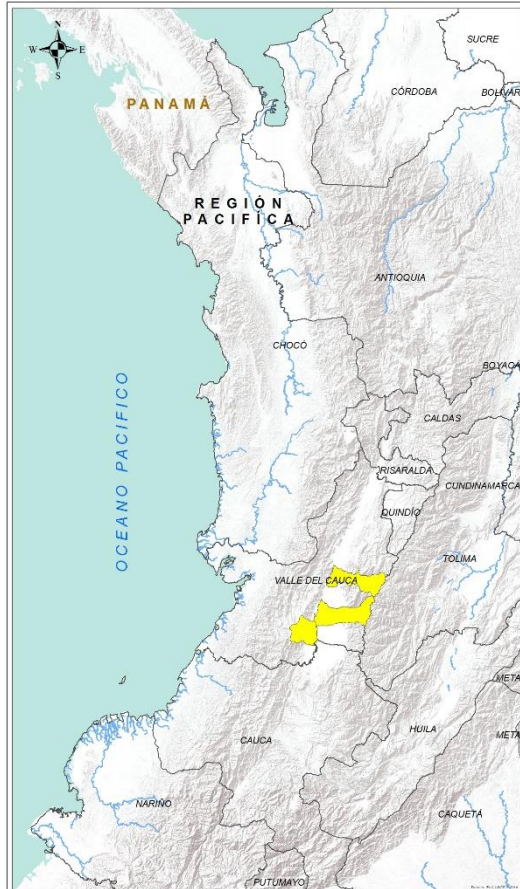 N
W E
S
SUCRE
CÓRDOBA
BOLÍVAR
PANAMÁ
REGIÓN
PACIFÍCA
ANTIOQUIA
CHOCÓ
BOYACÁ
CALDAS
RISARALDA
CUNDINAMARCA
QUINDÍO
OCEANO PACIFICO
TOLIMA
VALLE DEL CAUCA
META
HUILA
META
CAUCA
NARIÑO
CAQUETÁ
PUTUMAYO